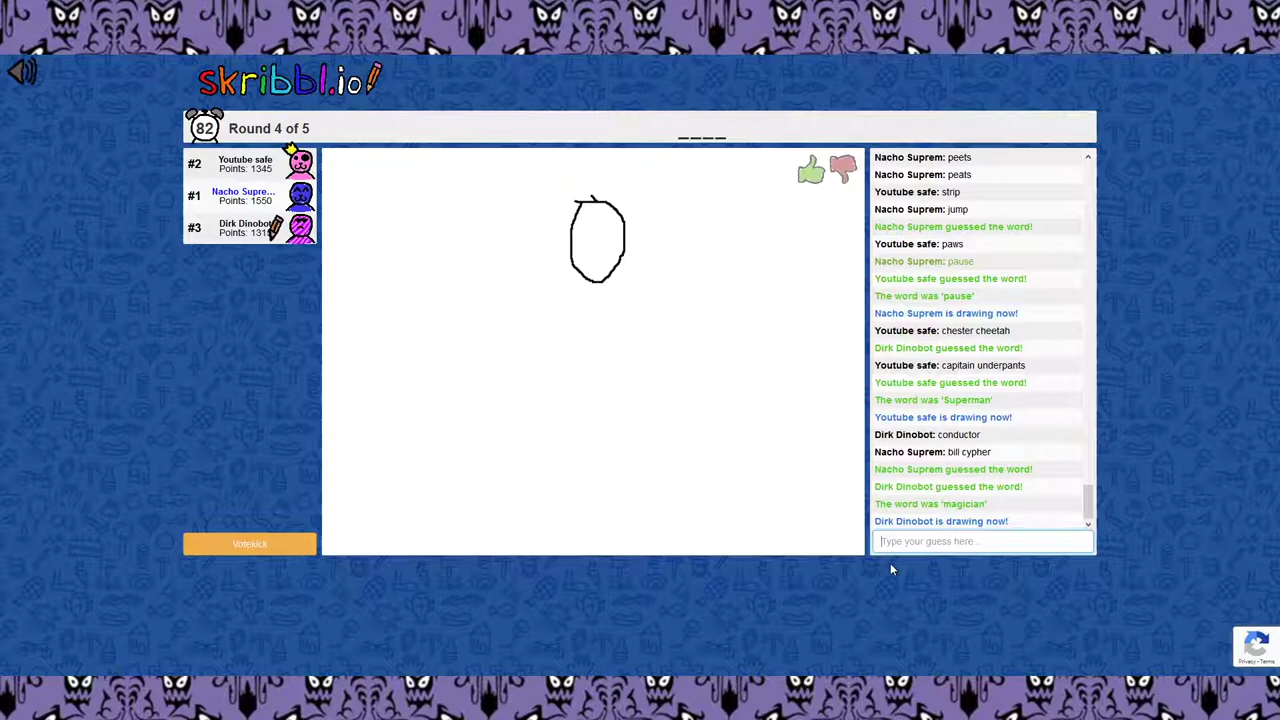 skribbl.io
82
Round 4 of 5
____
#2 Youtube safe
Points: 1345
#1 Nacho Supre...
Points: 1550
#3 Dirk Dinobot
Votekick
Nacho Suprem: peets
Nacho Suprem: peats
Youtube safe: strip
Nacho Suprem: jump
Nacho Suprem guessed the word!
Youtube safe: paws
Nacho Suprem: pause
Youtube safe guessed the word!
The word was 'pause'
Nacho Suprem is drawing now!
Youtube safe: chester cheetah
Dirk Dinobot guessed the word!
Youtube safe: capitain underpants
Youtube safe guessed the word!
The word was 'Superman'
Youtube safe is drawing now!
Dirk Dinobot: conductor
Nacho Suprem: bill cypher
Nacho Suprem guessed the word!
Dirk Dinobot guessed the word!
The word was 'magician'
Dirk Dinobot is drawing now!
Type your guess here...
Privacy - Terms